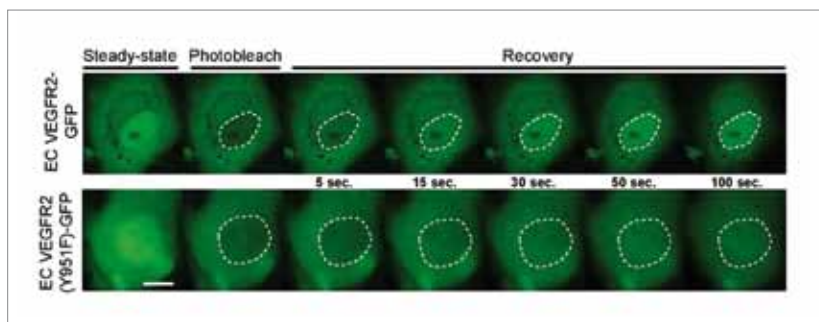 Steady-state Photobleach Recovery
EC VEGFR2-
GFP
5 sec. 15 sec. 30 sec. 50 sec. 100 sec.
EC VEGFR2
(Y951F)-GFP